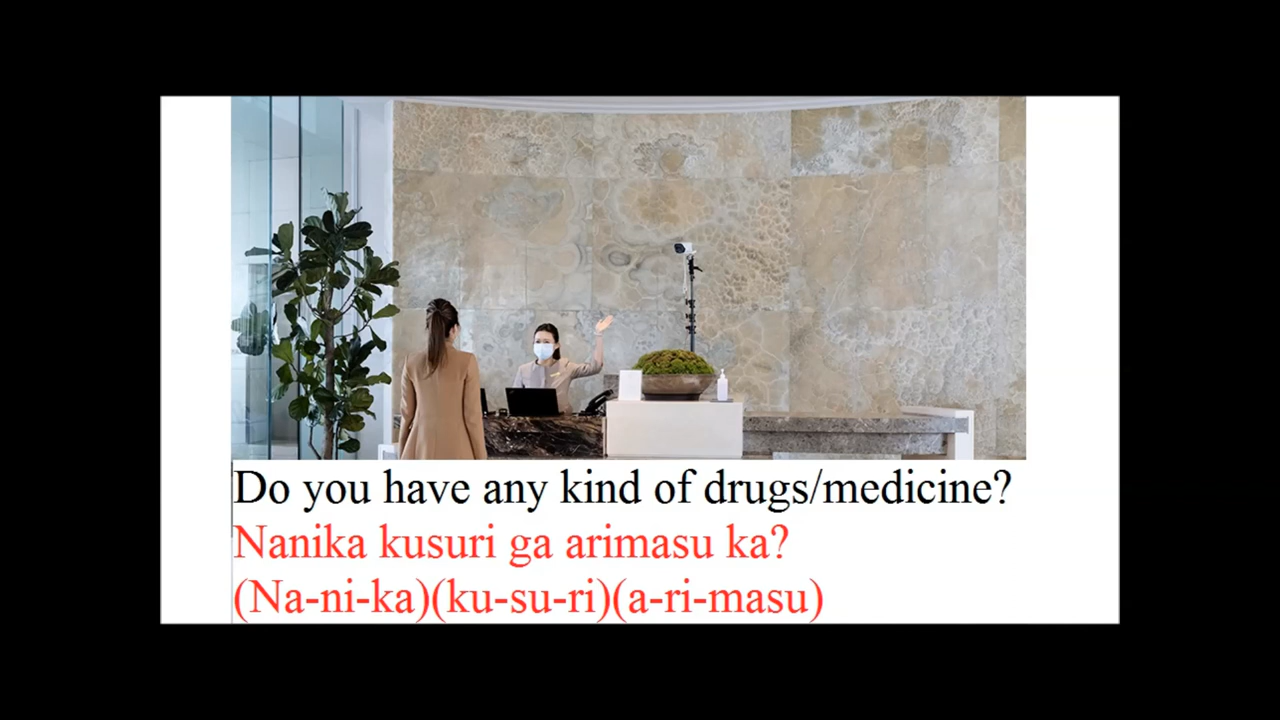 Do you have any kind of drugs/medicine?
Nanika kusuri ga arimasu ka?
(Na-ni-ka)(ku-su-ri)(a-ri-masu)